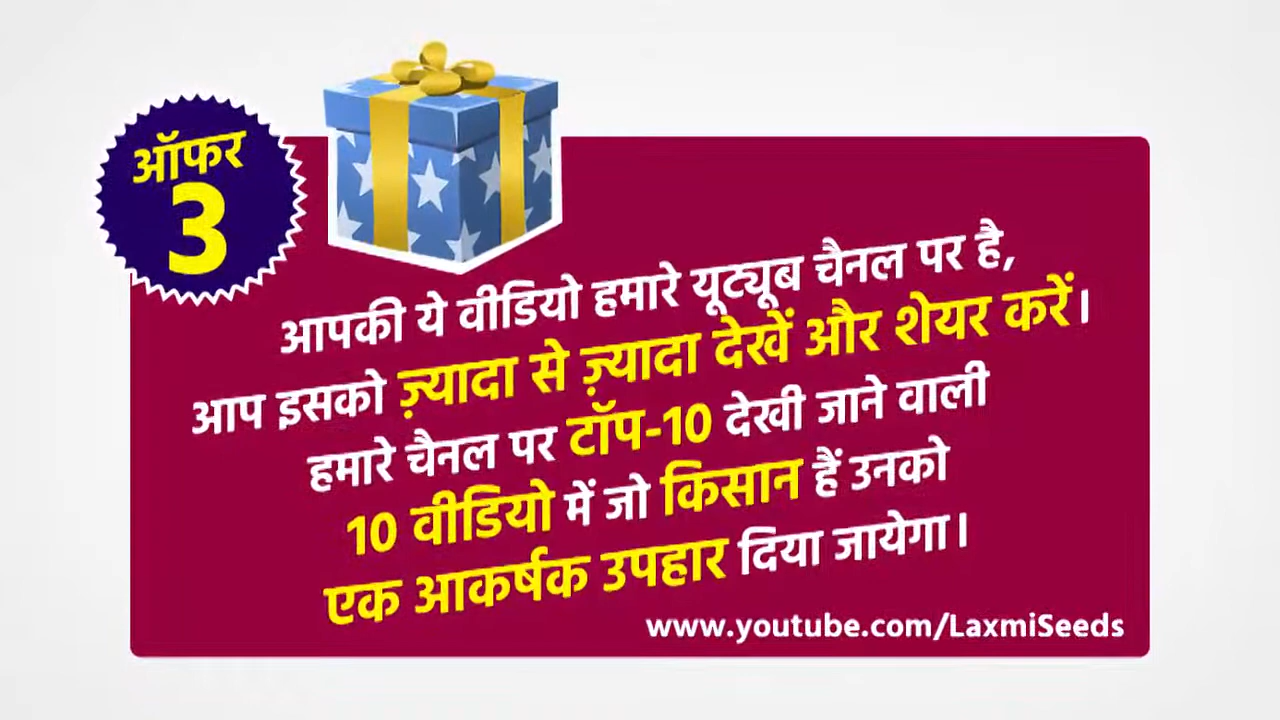 ऑफर
3
आपकी ये वीडियो हमारे यूट्यूब चैनल पर है,
आप इसको ज़्यादा से ज़्यादा देखें और शेयर करें।
हमारे चैनल पर टॉप-10 देखी जाने वाली
10 वीडियो में जो किसान हैं उनको
एक आकर्षक उपहार दिया जायेगा।
www.youtube.com/LaxmiSeeds